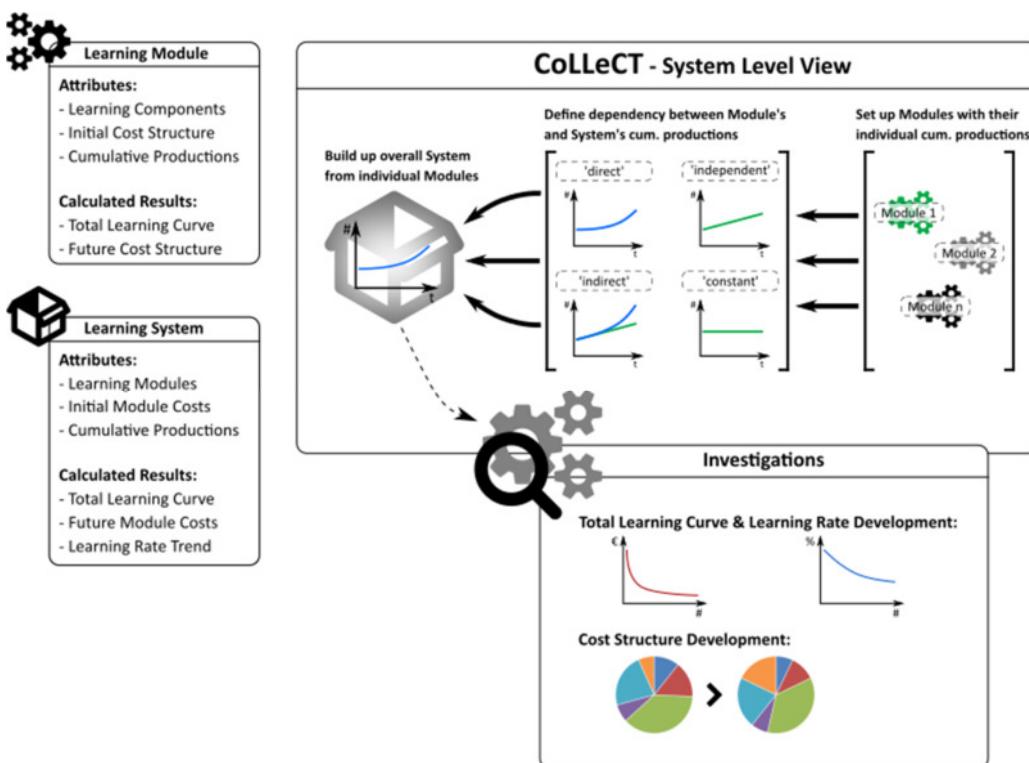 Learning Module
Attributes:
- Learning Components
- Initial Cost Structure
- Cumulative Productions
Calculated Results:
- Total Learning Curve
- Future Cost Structure
Learning System
Attributes:
- Learning Modules
- Initial Module Costs
- Cumulative Productions
Calculated Results:
- Total Learning Curve
- Future Module Costs
- Learning Rate Trend
CoLLeCT - System Level View
Build up overall System
from individual Modules
#
t
Define dependency between Module's
and System's cum. productions
'direct'
#
t
'independent'
#
t
'indirect'
#
t
'constant'
#
t
Set up Modules with their
individual cum. productions
Module 1
Module 2
Module n
Investigations
Total Learning Curve & Learning Rate Development:
€
#
%
#
Cost Structure Development: